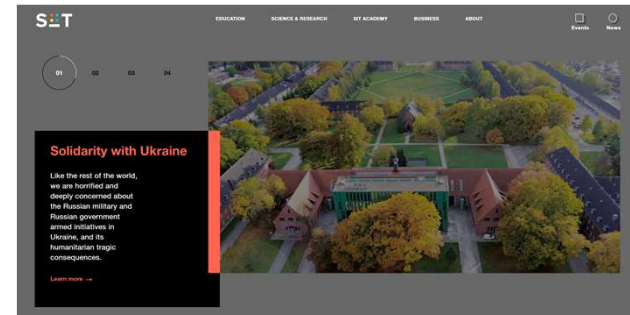 SIT
EDUCATION
SCIENCE & RESEARCH
SIT ACADEMY
BUSINESS
ABOUT
Events
News
01
02
03
04
Solidarity with Ukraine
Like the rest of the world,
we are horrified and
deeply concerned about
the Russian military and
Russian government
armed initiatives in
Ukraine, and its
humanitarian tragic
consequences.
Learn more →